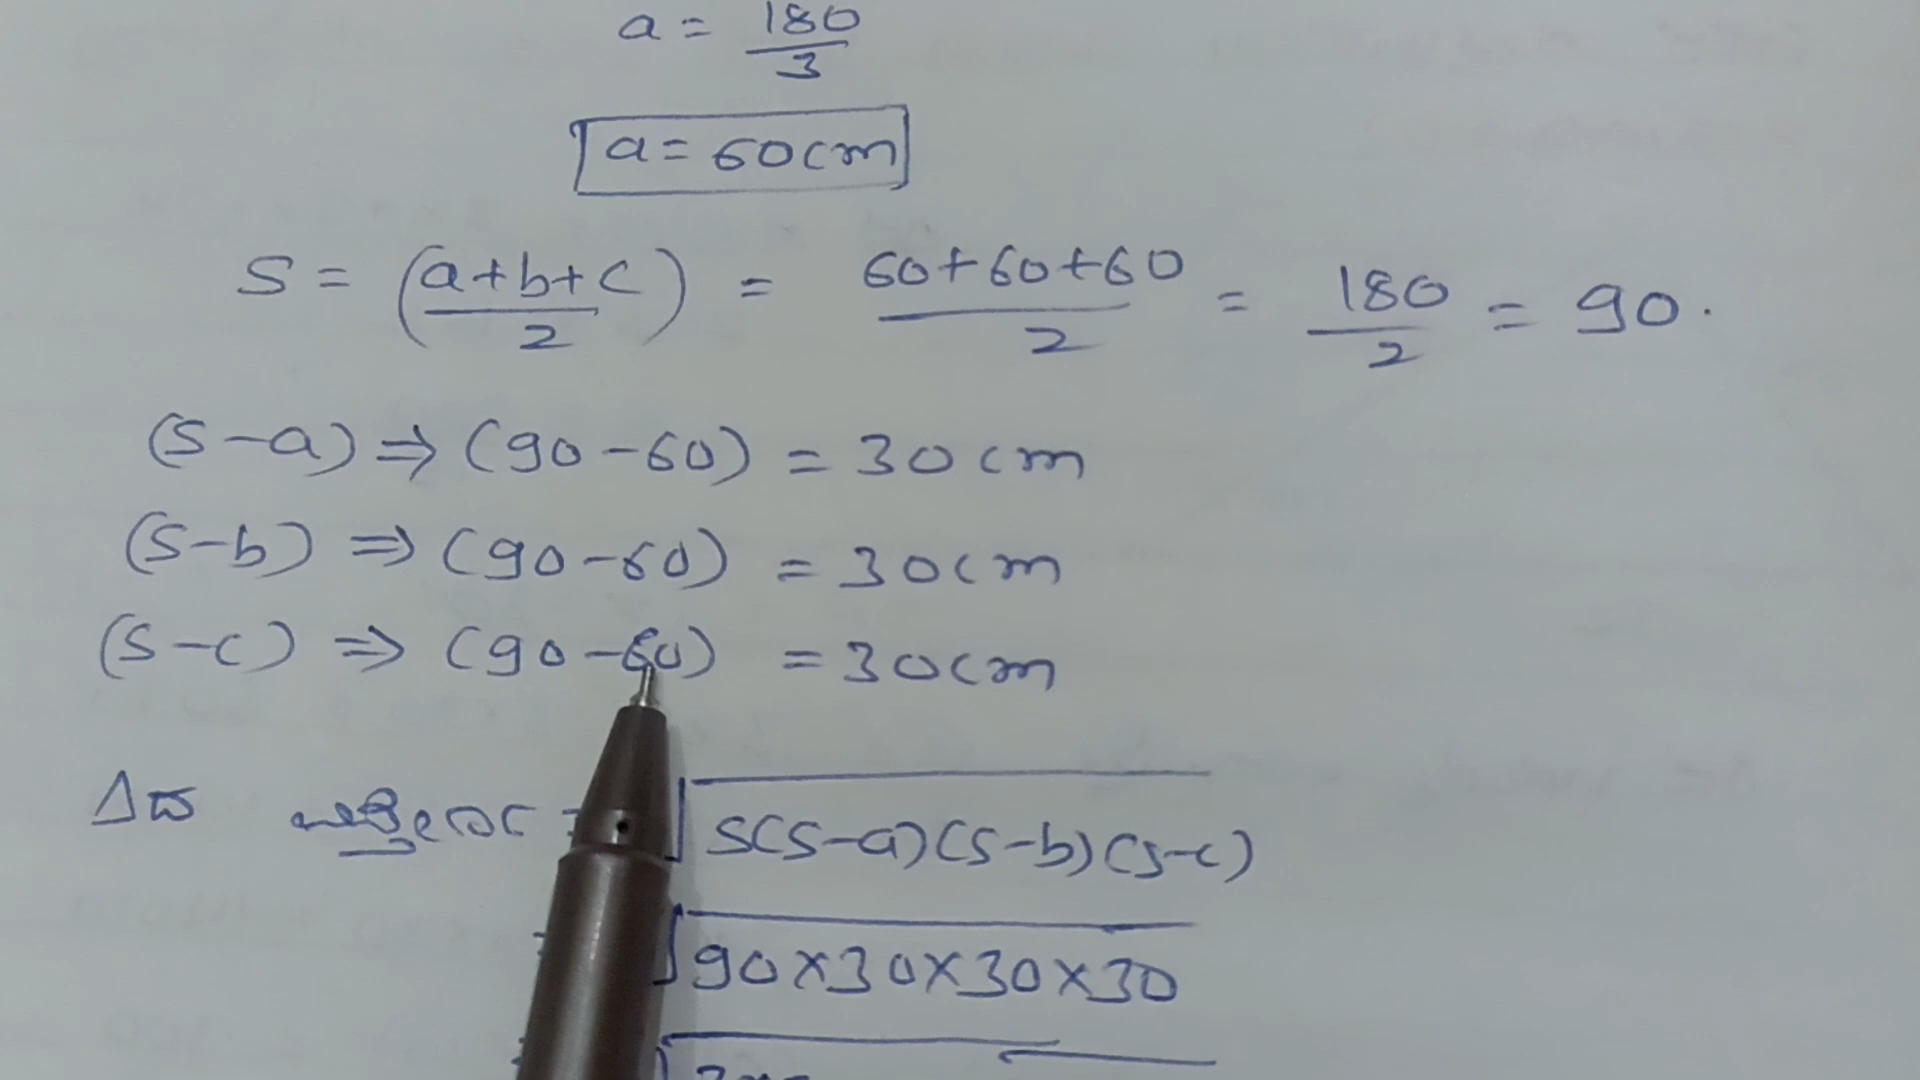 a = 180/3
a = 60cm
S = (a+b+c/2) = 60+60+60/2 = 180/2 = 90.
(S-a) ⇒ (90-60) = 30cm
(S-b) ⇒ (90-60) = 30cm
(S-c) ⇒ (90-60) = 30cm
Δದ ವಿಸ್ತೀರ್ಣ = √S(S-a)(S-b)(S-c)
√90×30×30×30